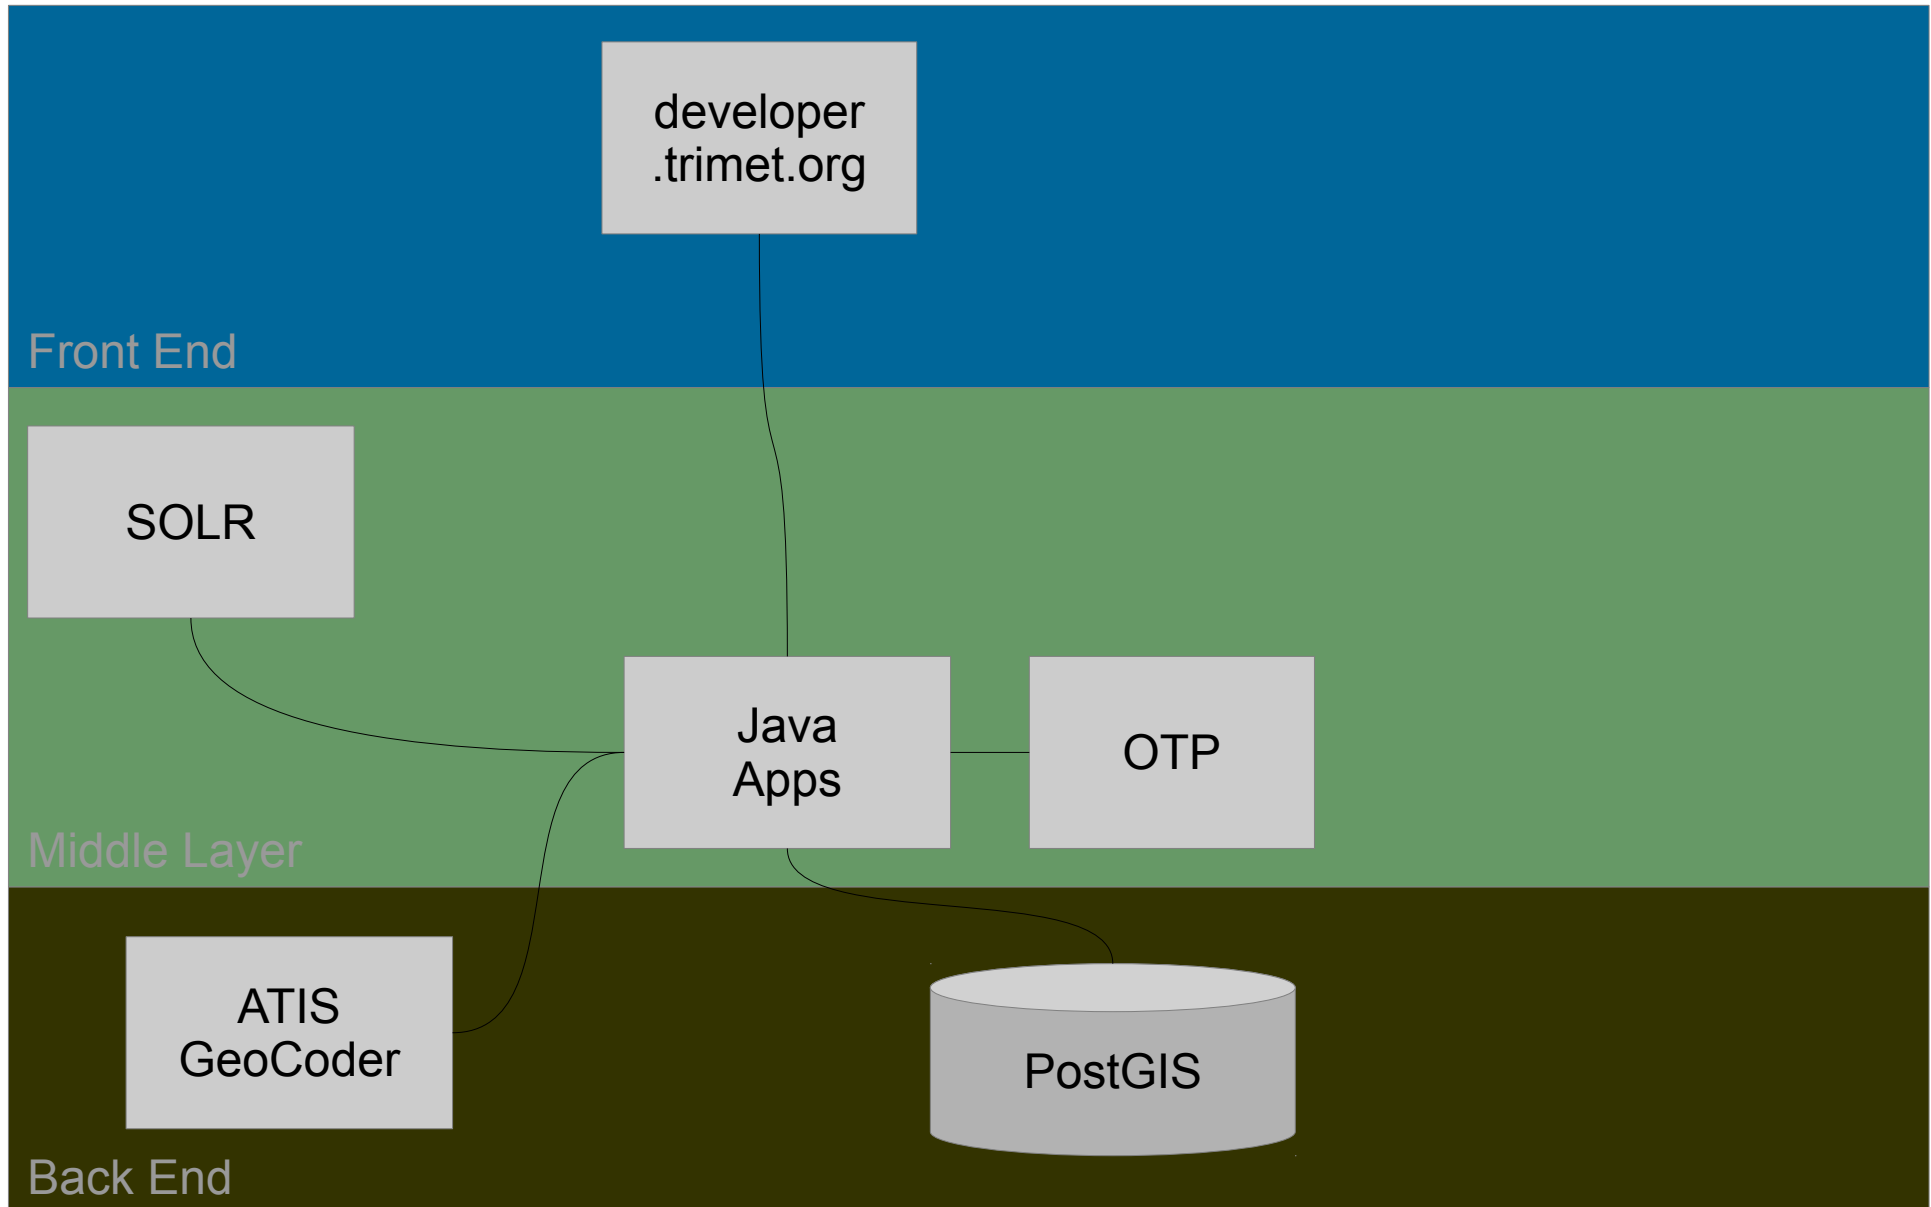 developer
.trimet.org
Front End
SOLR
Java
Apps
OTP
Middle Layer
ATIS
GeoCoder
PostGIS
Back End